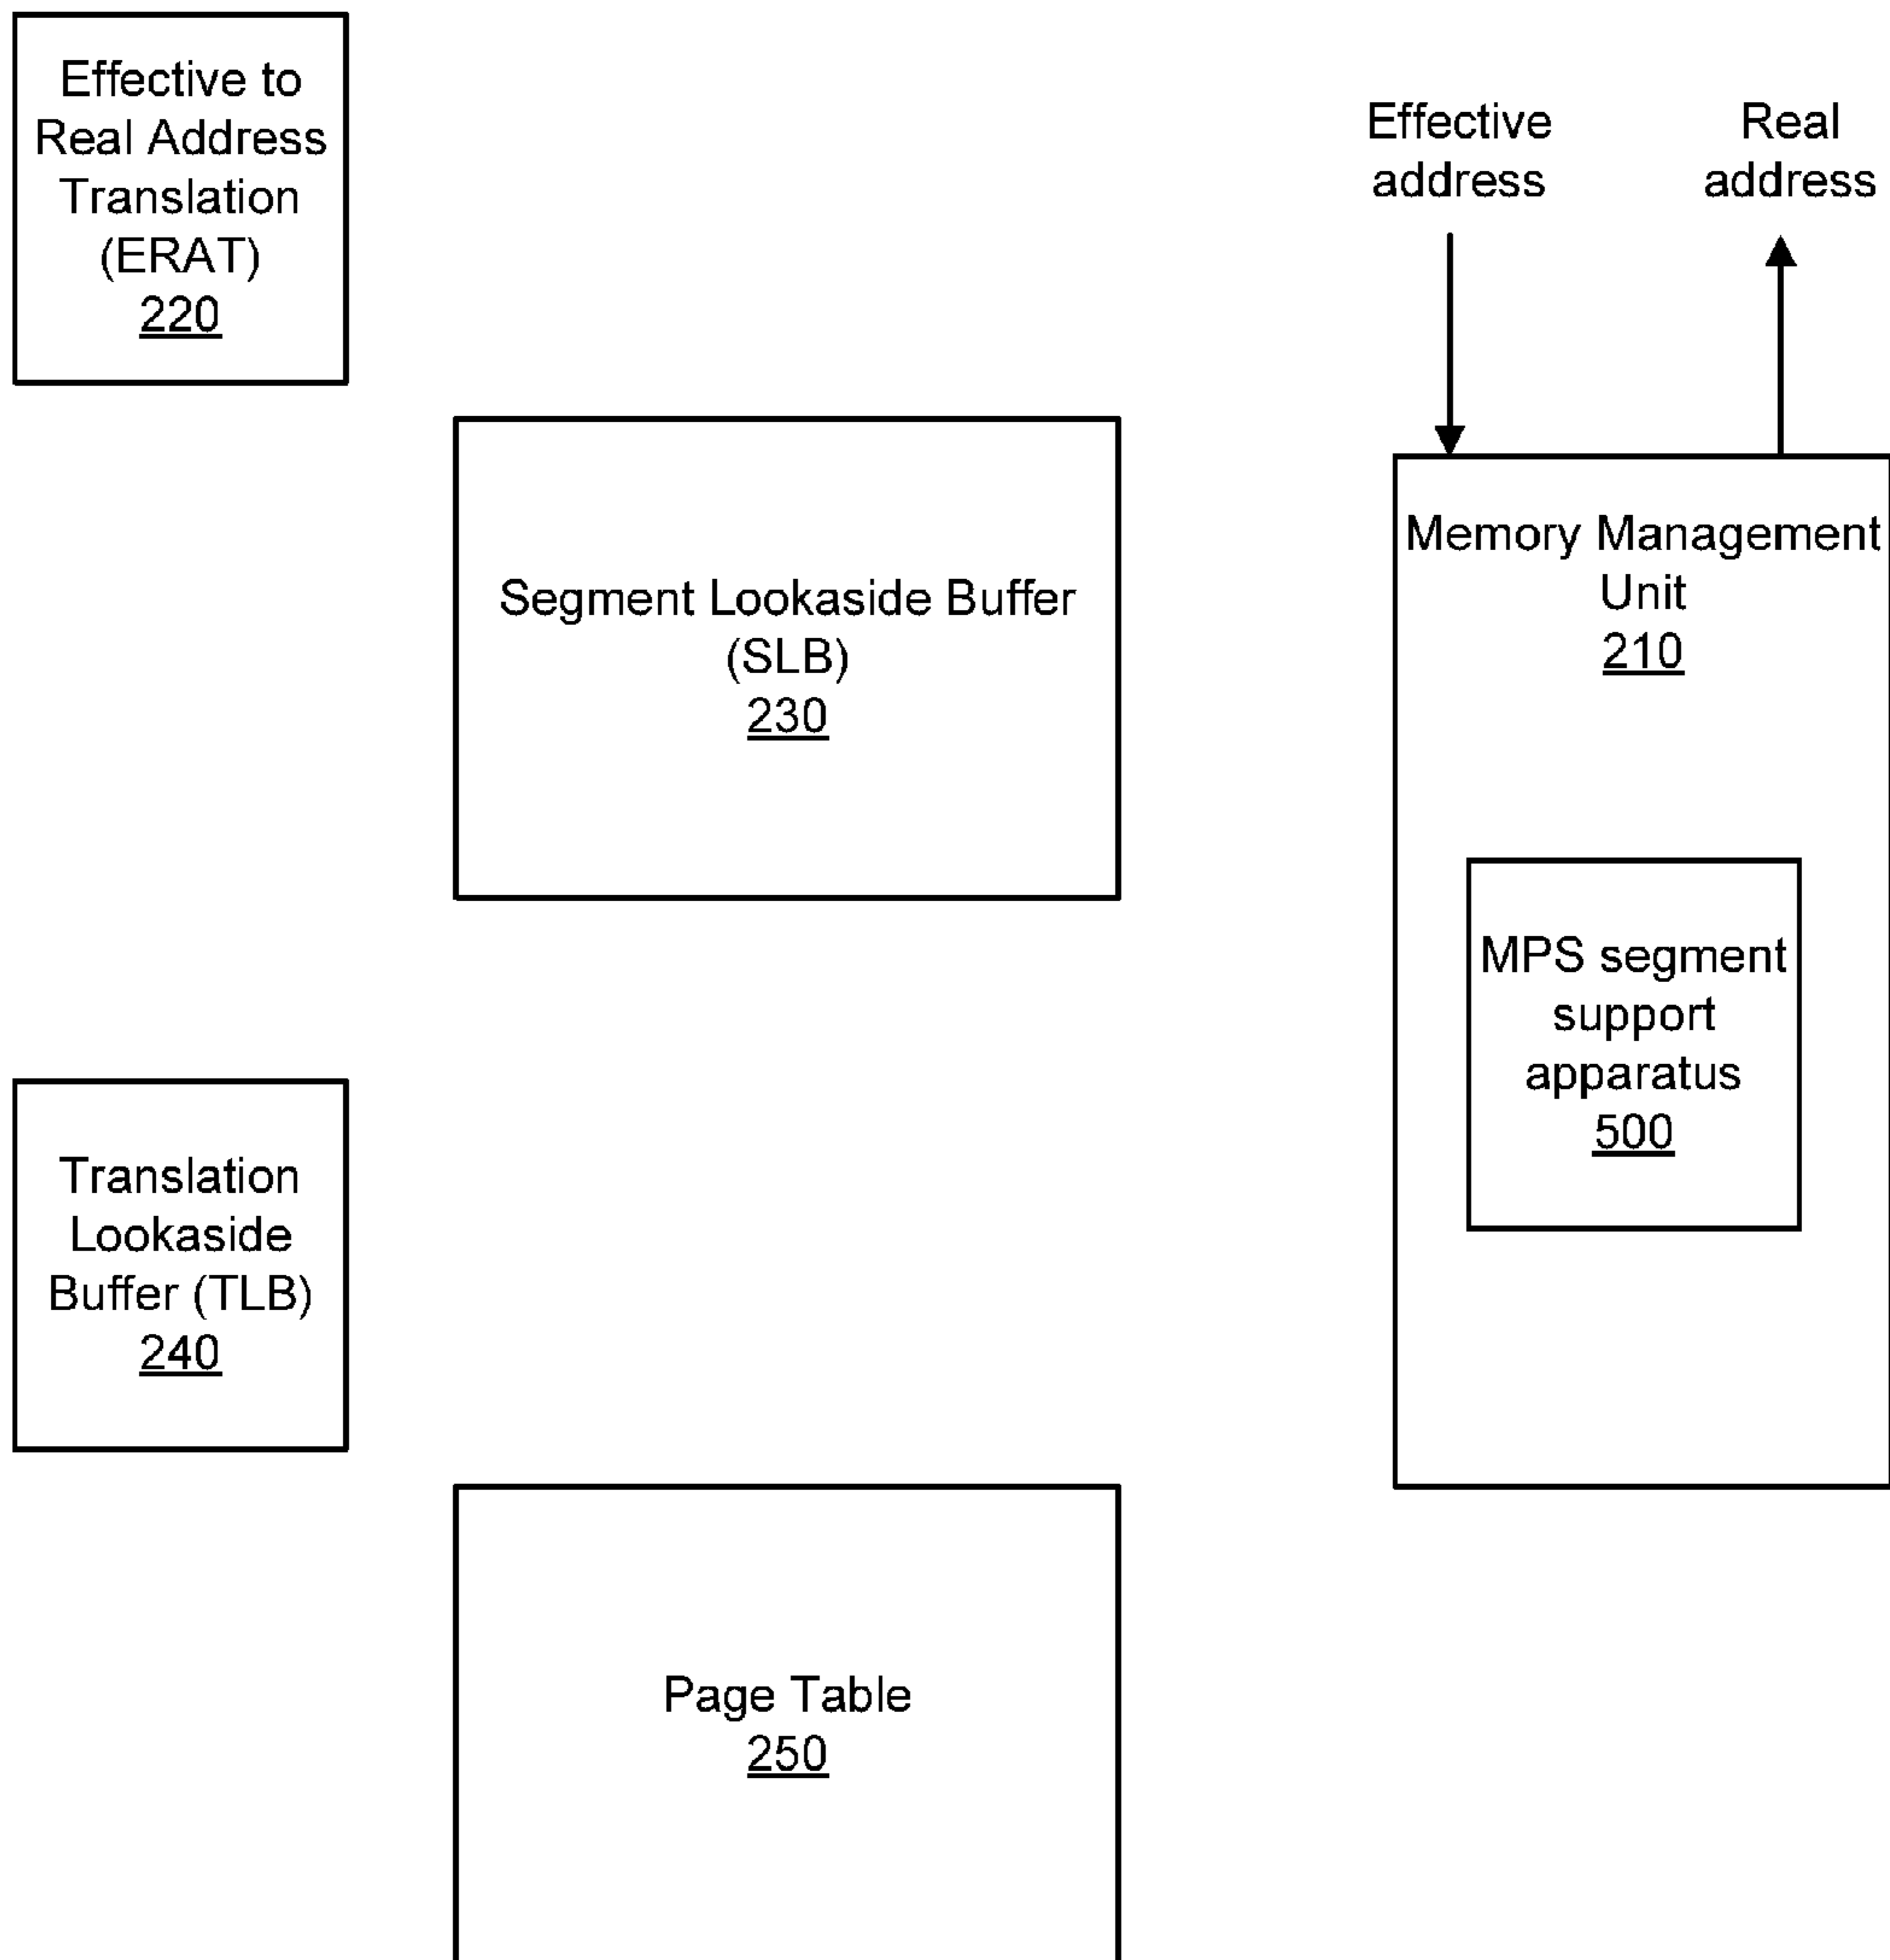 Effective to
Real Address
Translation
(ERAT)
220
Effective
address
Real
address
Segment Lookaside Buffer
(SLB)
230
Memory Management
Unit
210
MPS segment
support
apparatus
500
Translation
Lookaside
Buffer (TLB)
240
Page Table
250